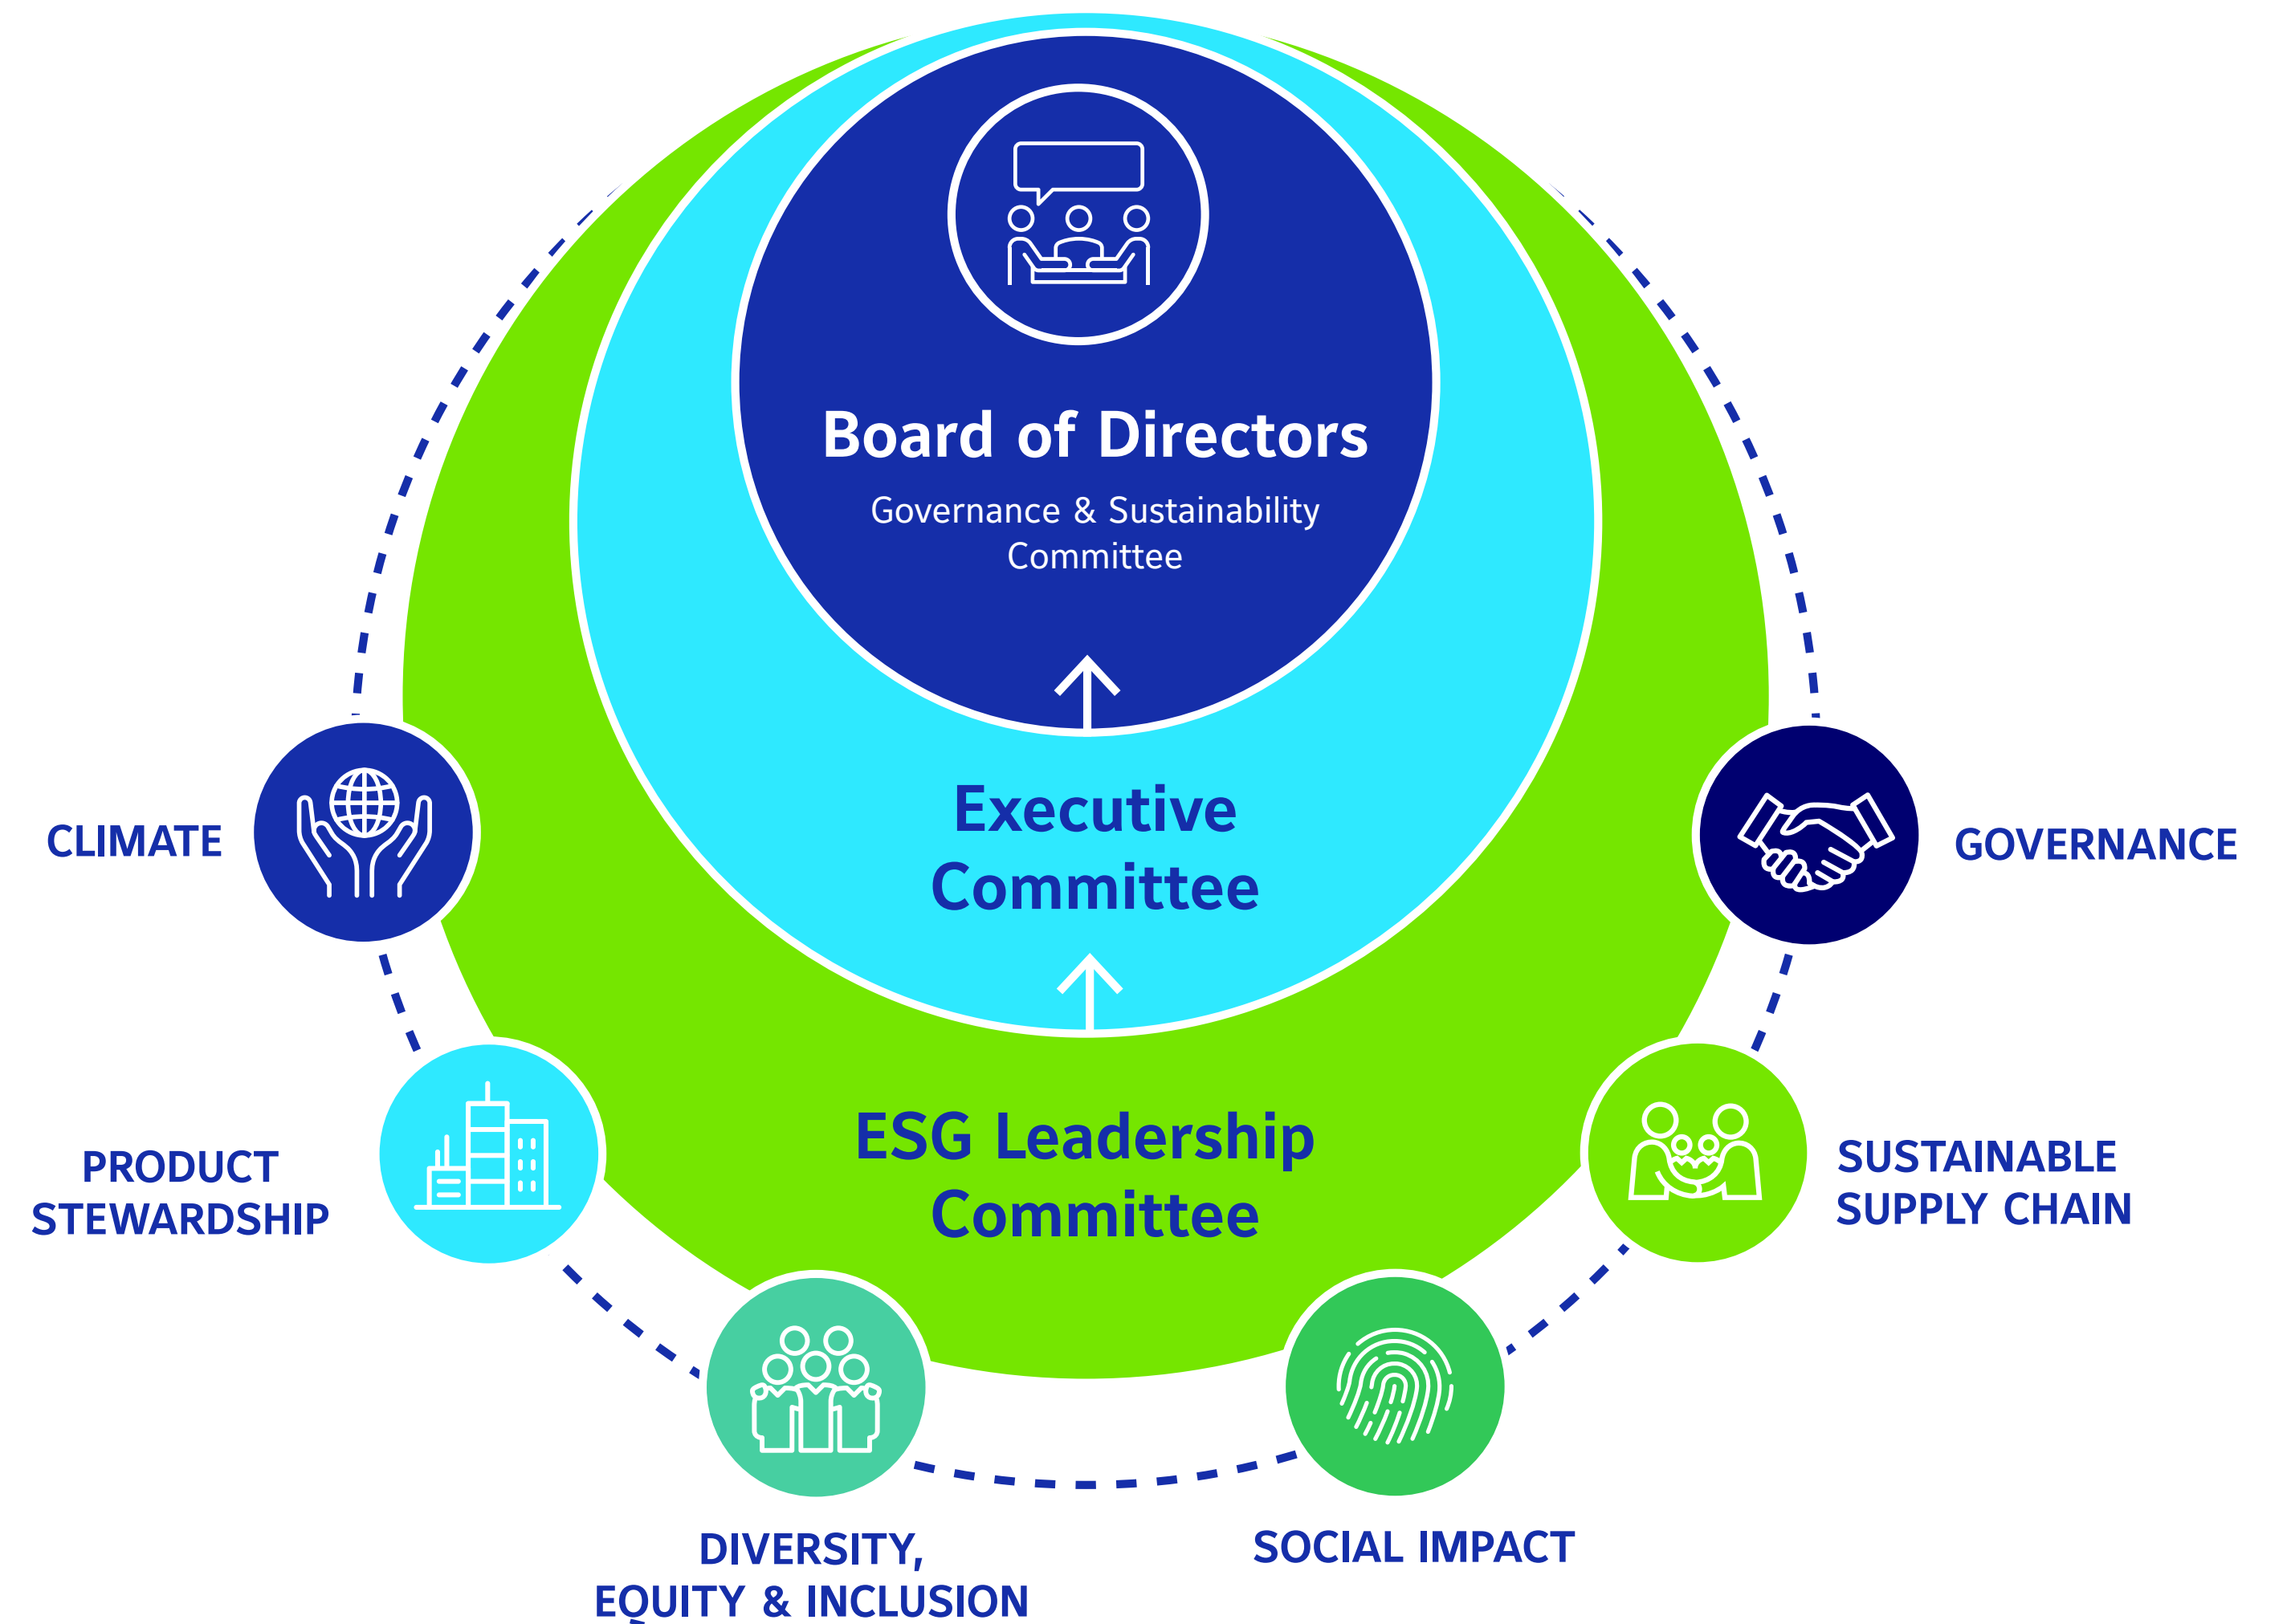 Board of Directors
Governance & Sustainability
Committee
Executive
Committee
ESG Leadership
Committee
CLIMATE
PRODUCT
STEWARDSHIP
DIVERSITY,
EQUITY & INCLUSION
SOCIAL IMPACT
SUSTAINABLE
SUPPLY CHAIN
GOVERNANCE